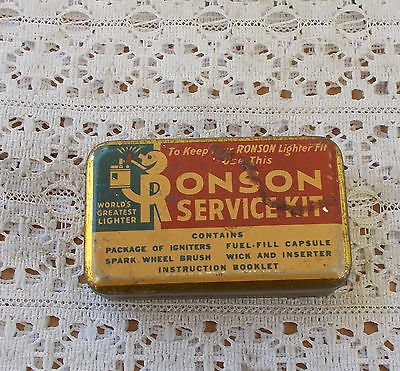 To Keep Your RONSON Lighter Fit
Use This
RONSON
SERVICE KIT
WORLD'S
GREATEST
LIGHTER
CONTAINS
PACKAGE OF IGNITERS FUEL-FILL CAPSULE
SPARK WHEEL BRUSH WICK AND INSERTER
INSTRUCTION BOOKLET